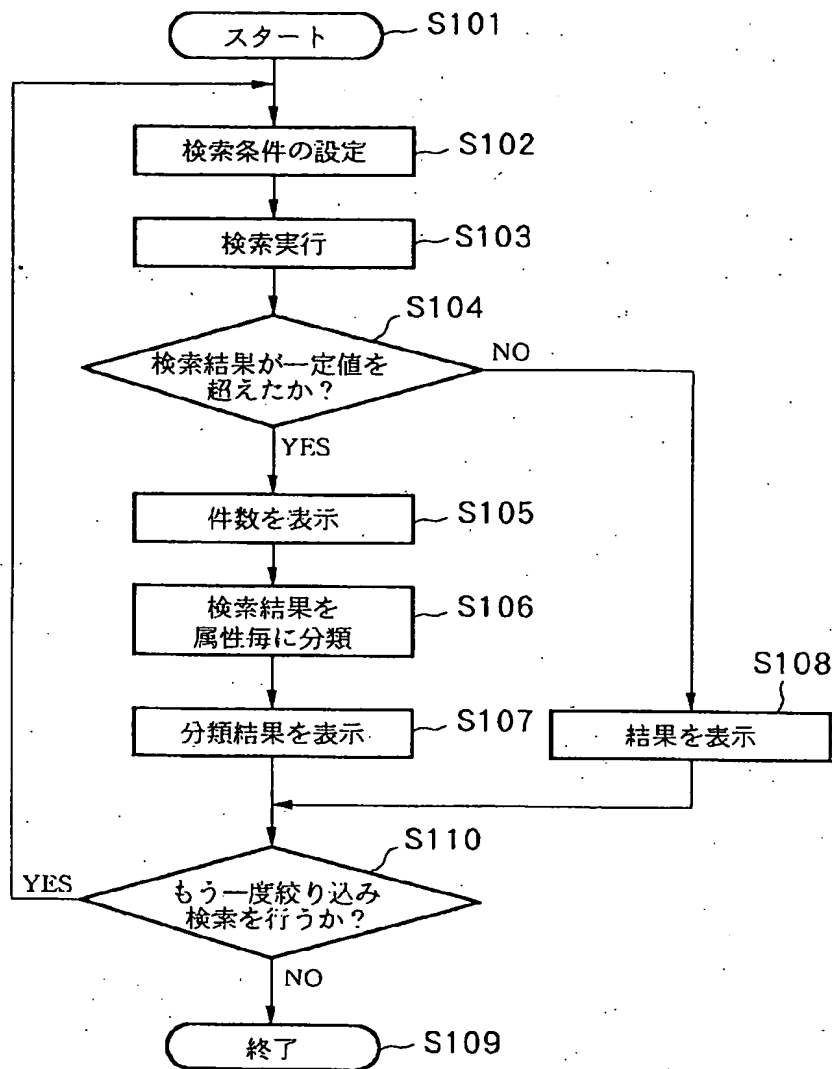 スタート
S101
検索条件の設定
S102
検索実行
S103
S104
検索結果が一定値を
超えたか?
NO
YES
件数を表示
S105
検索結果を
属性毎に分類
S106
S108
分類結果を表示
S107
結果を表示
S110
YES
もう一度絞り込み
検索を行うか?
NO
終了
S109